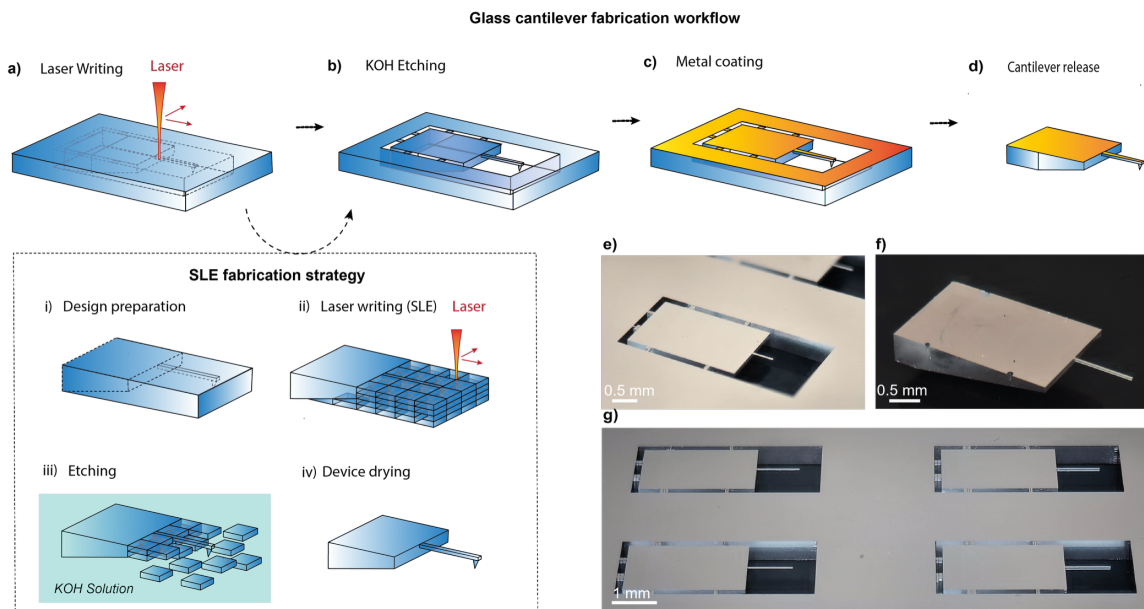 Glass cantilever fabrication workflow
a) Laser Writing
Laser
b) KOH Etching
c) Metal coating
d) Cantilever release
SLE fabrication strategy
i) Design preparation
ii) Laser writing (SLE)
Laser
iii) Etching
KOH Solution
iv) Device drying
e)
0.5 mm
f)
0.5 mm
g)
1 mm